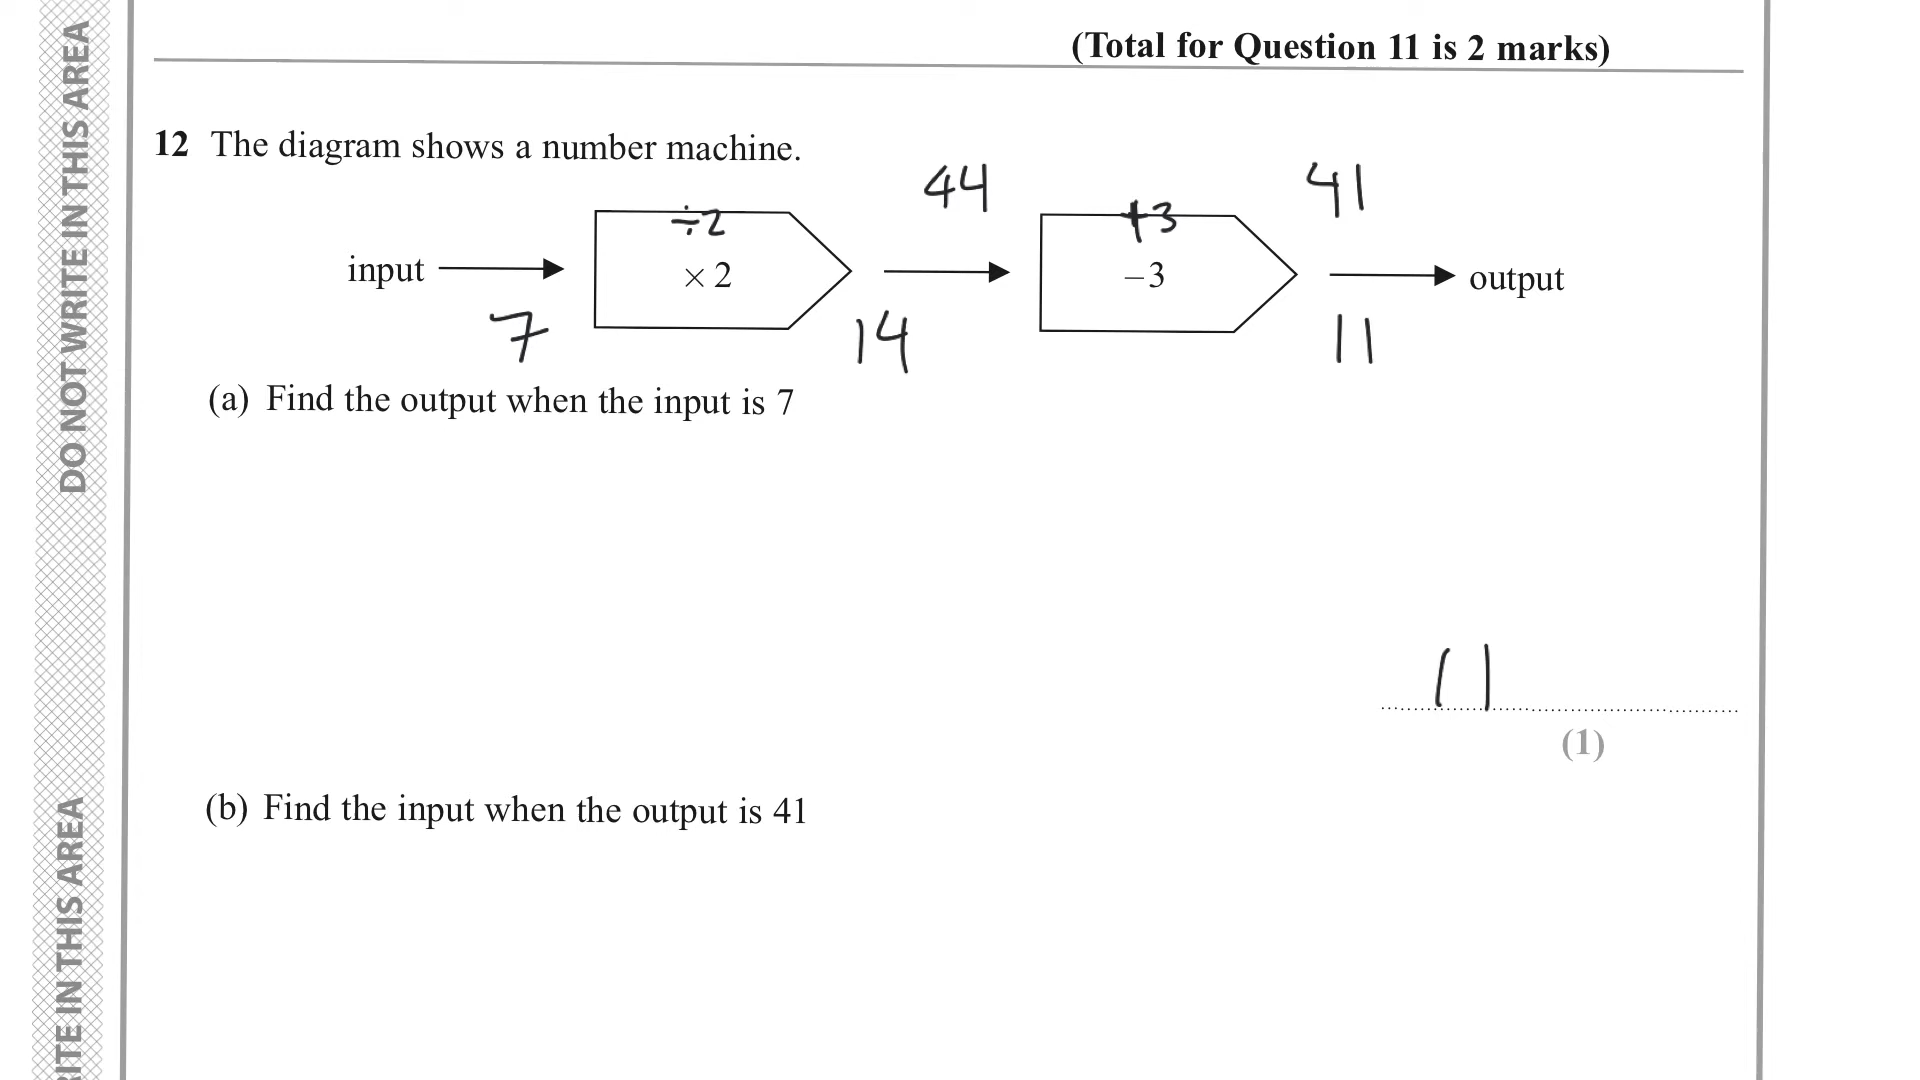 (Total for Question 11 is 2 marks)
12 The diagram shows a number machine.
44 41
÷2 +3
input × 2 −3 output
7 14 11
(a) Find the output when the input is 7
11
(1)
(b) Find the input when the output is 41
DO NOT WRITE IN THIS AREA
RITE IN THIS AREA